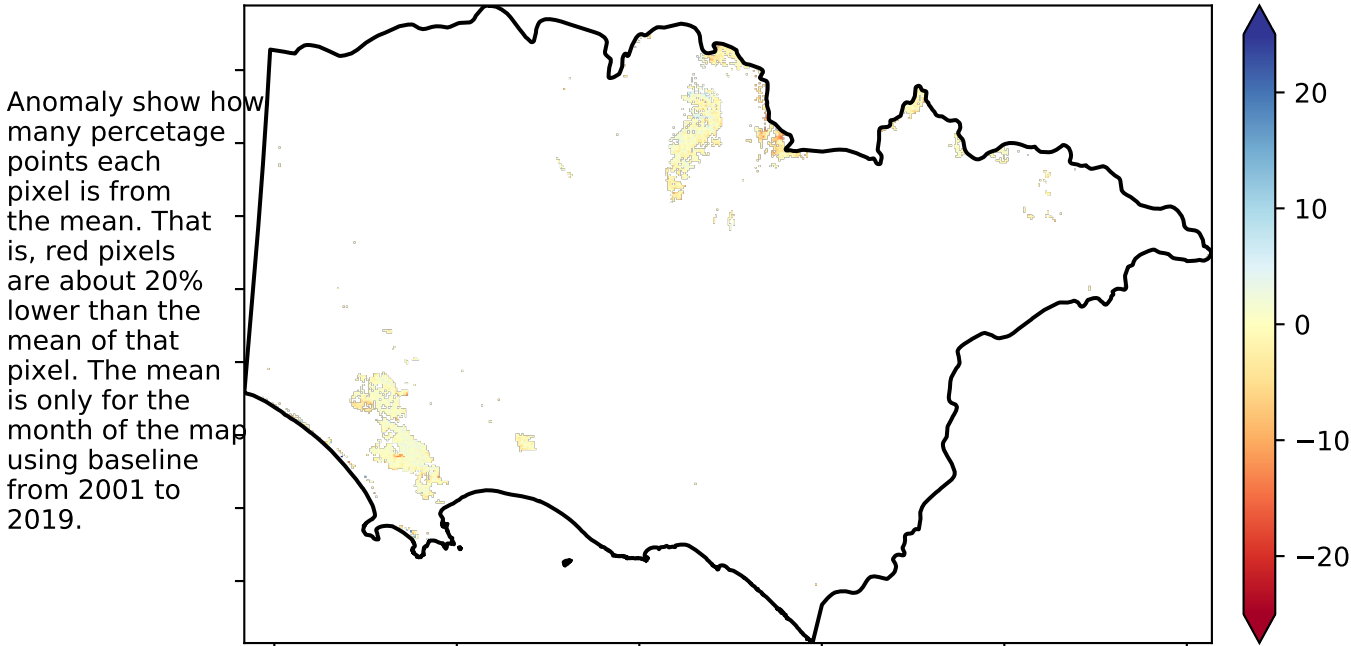 Anomaly show how
many percetage
points each
pixel is from
the mean. That
is, red pixels
are about 20%
lower than the
mean of that
pixel. The mean
is only for the
month of the map
using baseline
from 2001 to
2019.
20
10
0
−10
−20